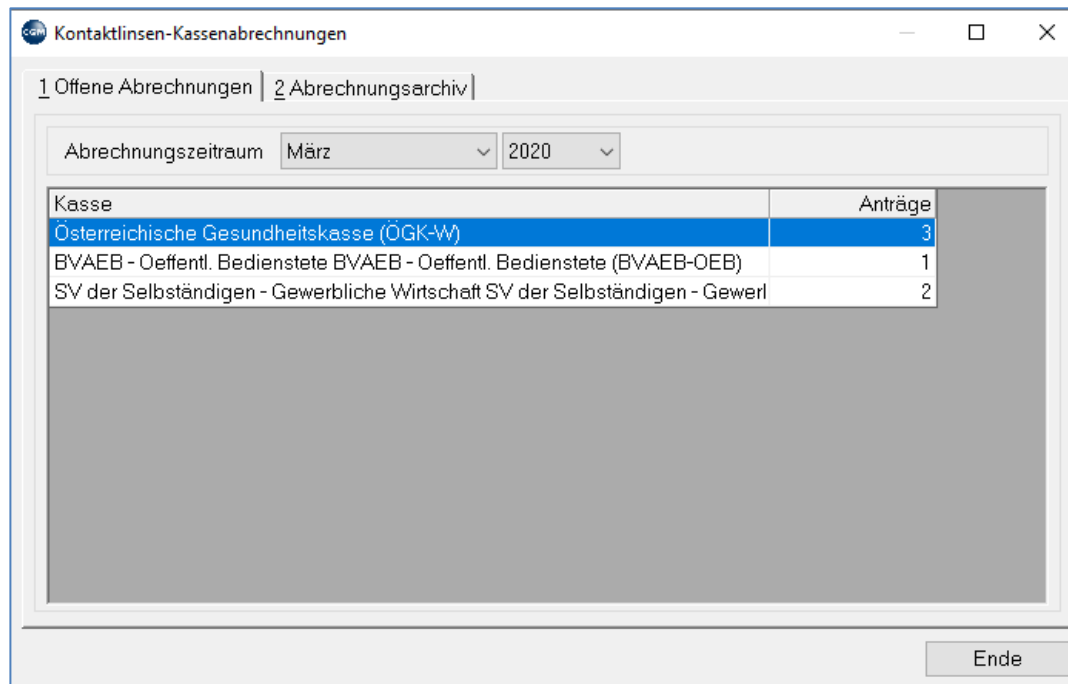 CGM Kontaktlinsen-Kassenabrechnungen
1 Offene Abrechnungen 2 Abrechnungsarchiv
Abrechnungszeitraum März 2020
Kasse Anträge
Österreichische Gesundheitskasse (ÖGK-W) 3
BVAEB - Oeffentl. Bedienstete BVAEB - Oeffentl. Bedienstete (BVAEB-OEB) 1
SV der Selbständigen - Gewerbliche Wirtschaft SV der Selbständigen - Gewerl 2
Ende